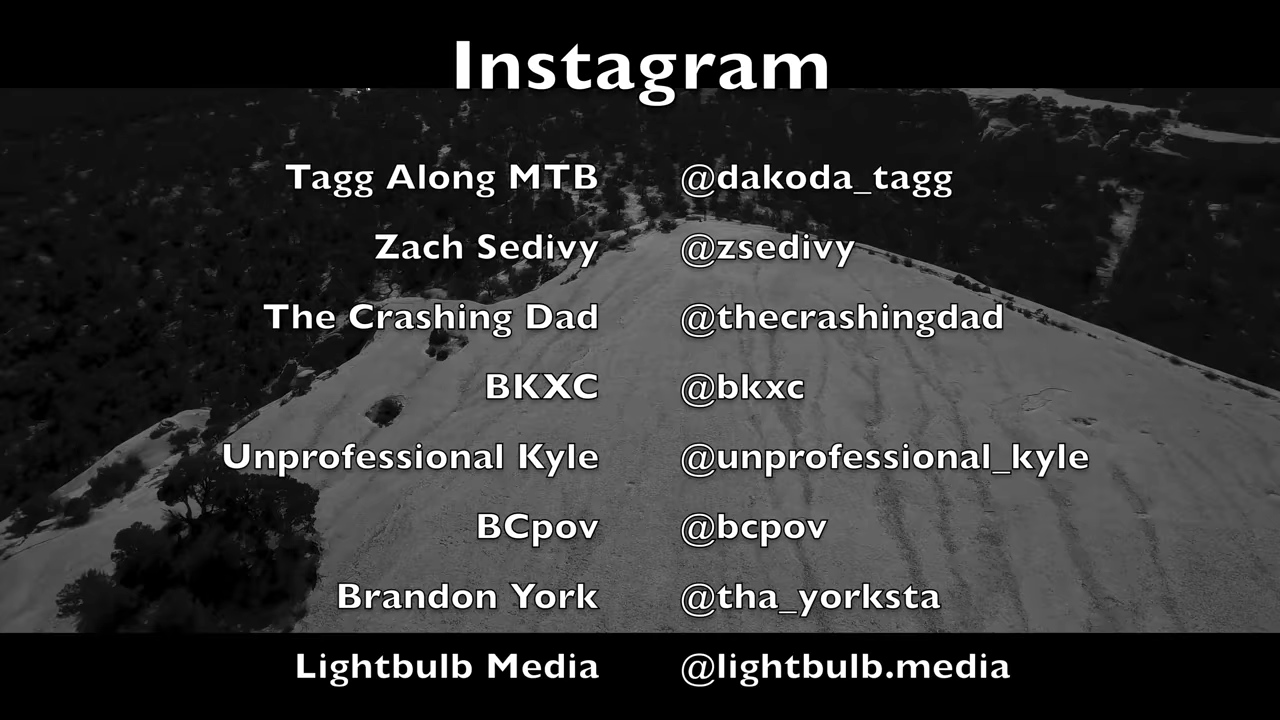 Instagram
Tagg Along MTB @dakoda_tagg
Zach Sedivy @zsedivy
The Crashing Dad @thecrashingdad
BKXC @bkxc
Unprofessional Kyle @unprofessional_kyle
BCpov @bcpov
Brandon York @tha_yorksta
Lightbulb Media @lightbulb.media